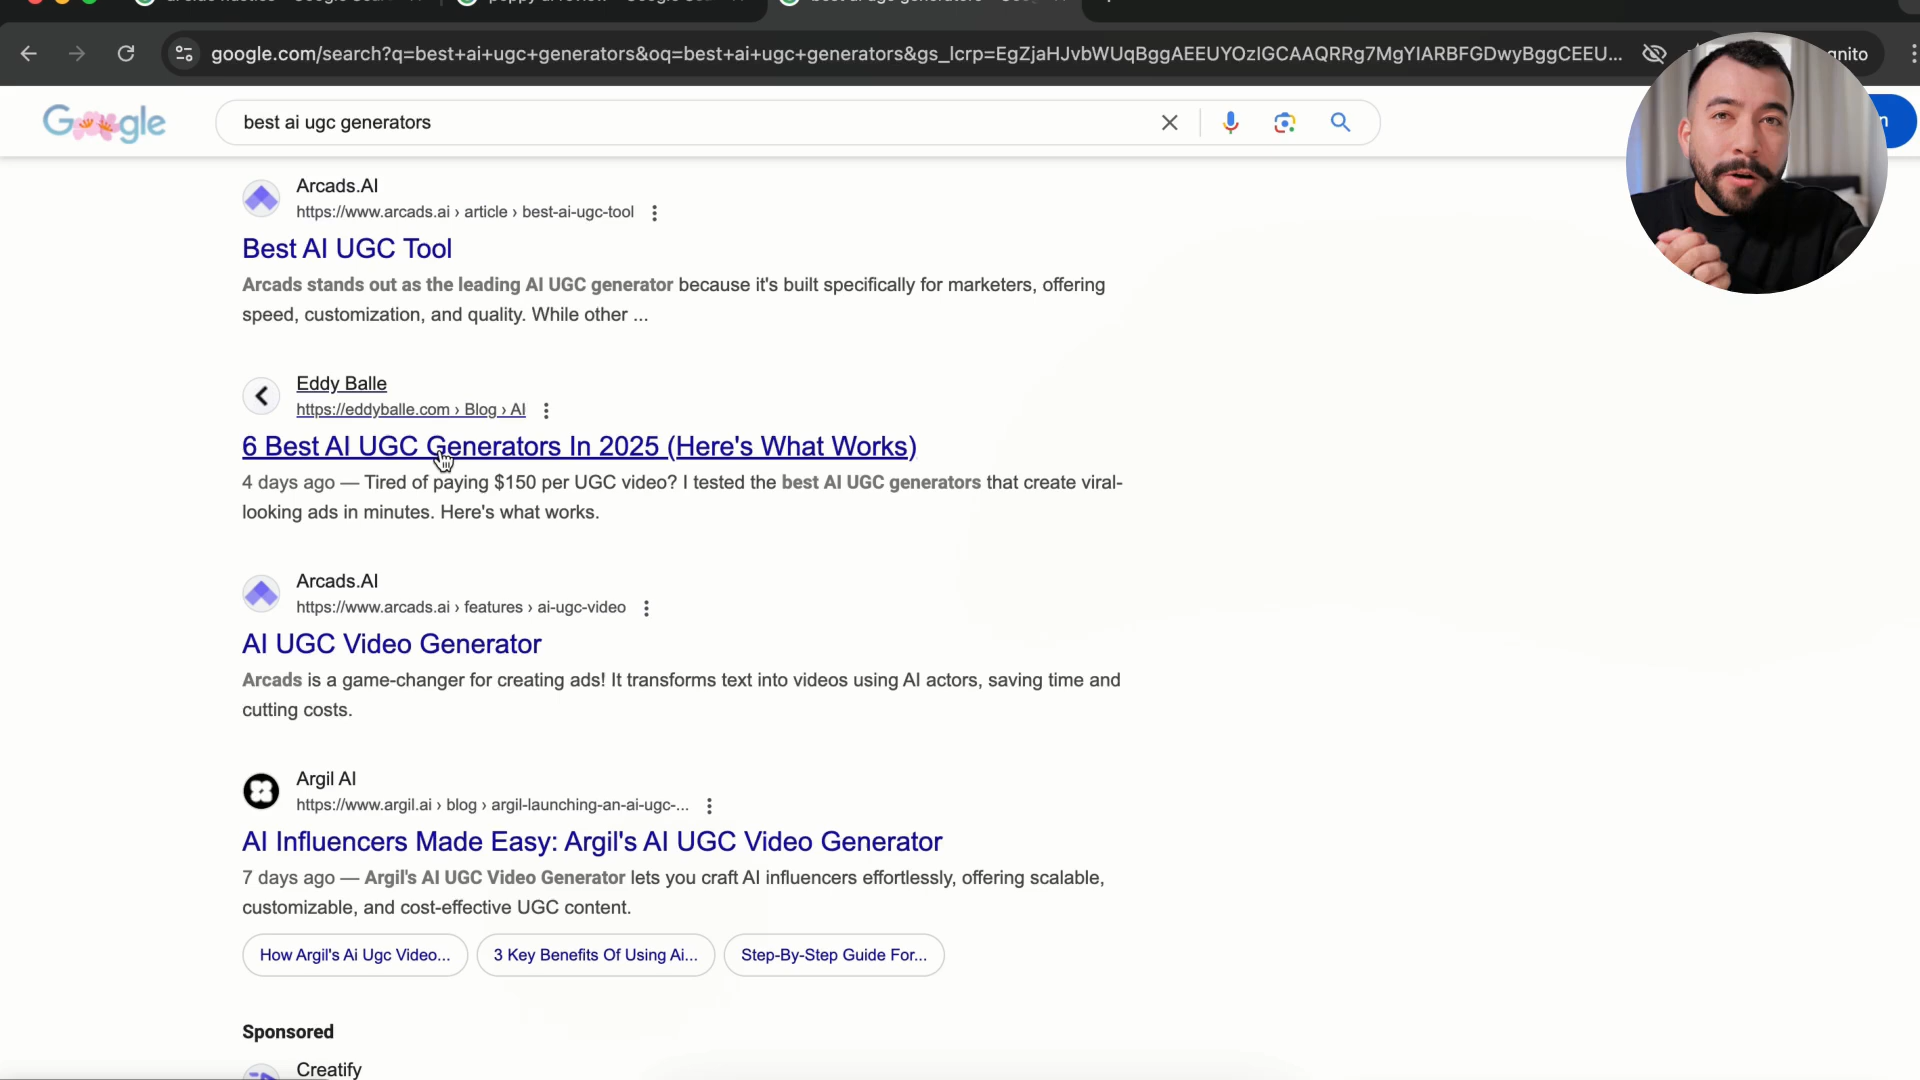 google.com/search?q=best+ai+ugc+generators&oq=best+ai+ugc+generators&gs_lcrp=EgZjaHJvbWUqBggAEEUYOzIGCAAQRRg7MgYIARBFGDwyBggCEEU...
Google
best ai ugc generators
Arcads.AI
https://www.arcads.ai › article › best-ai-ugc-tool
Best AI UGC Tool
Arcads stands out as the leading AI UGC generator because it's built specifically for marketers, offering
speed, customization, and quality. While other ...
Eddy Balle
https://eddyballe.com › Blog › AI
6 Best AI UGC Generators In 2025 (Here's What Works)
4 days ago — Tired of paying $150 per UGC video? I tested the best AI UGC generators that create viral-
looking ads in minutes. Here's what works.
Arcads.AI
https://www.arcads.ai › features › ai-ugc-video
AI UGC Video Generator
Arcads is a game-changer for creating ads! It transforms text into videos using AI actors, saving time and
cutting costs.
Argil AI
https://www.argil.ai › blog › argil-launching-an-ai-ugc-...
AI Influencers Made Easy: Argil's AI UGC Video Generator
7 days ago — Argil's AI UGC Video Generator lets you craft AI influencers effortlessly, offering scalable,
customizable, and cost-effective UGC content.
How Argil's Ai Ugc Video...
3 Key Benefits Of Using Ai...
Step-By-Step Guide For...
Sponsored
Creatify